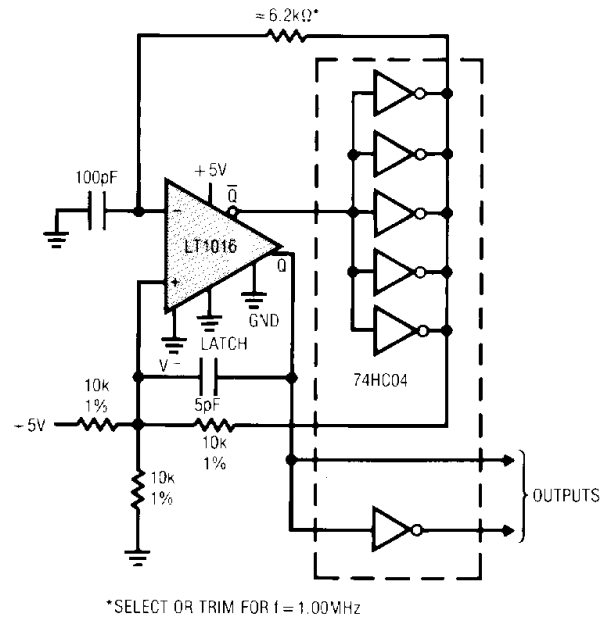 ≈6.2kΩ*
100pF
+5V
Q̅
−
LT1016
Q
+
GND
LATCH
V−
5pF
74HC04
10k
1%
+5V
10k
1%
10k
1%
OUTPUTS
*SELECT OR TRIM FOR f = 1.00MHz